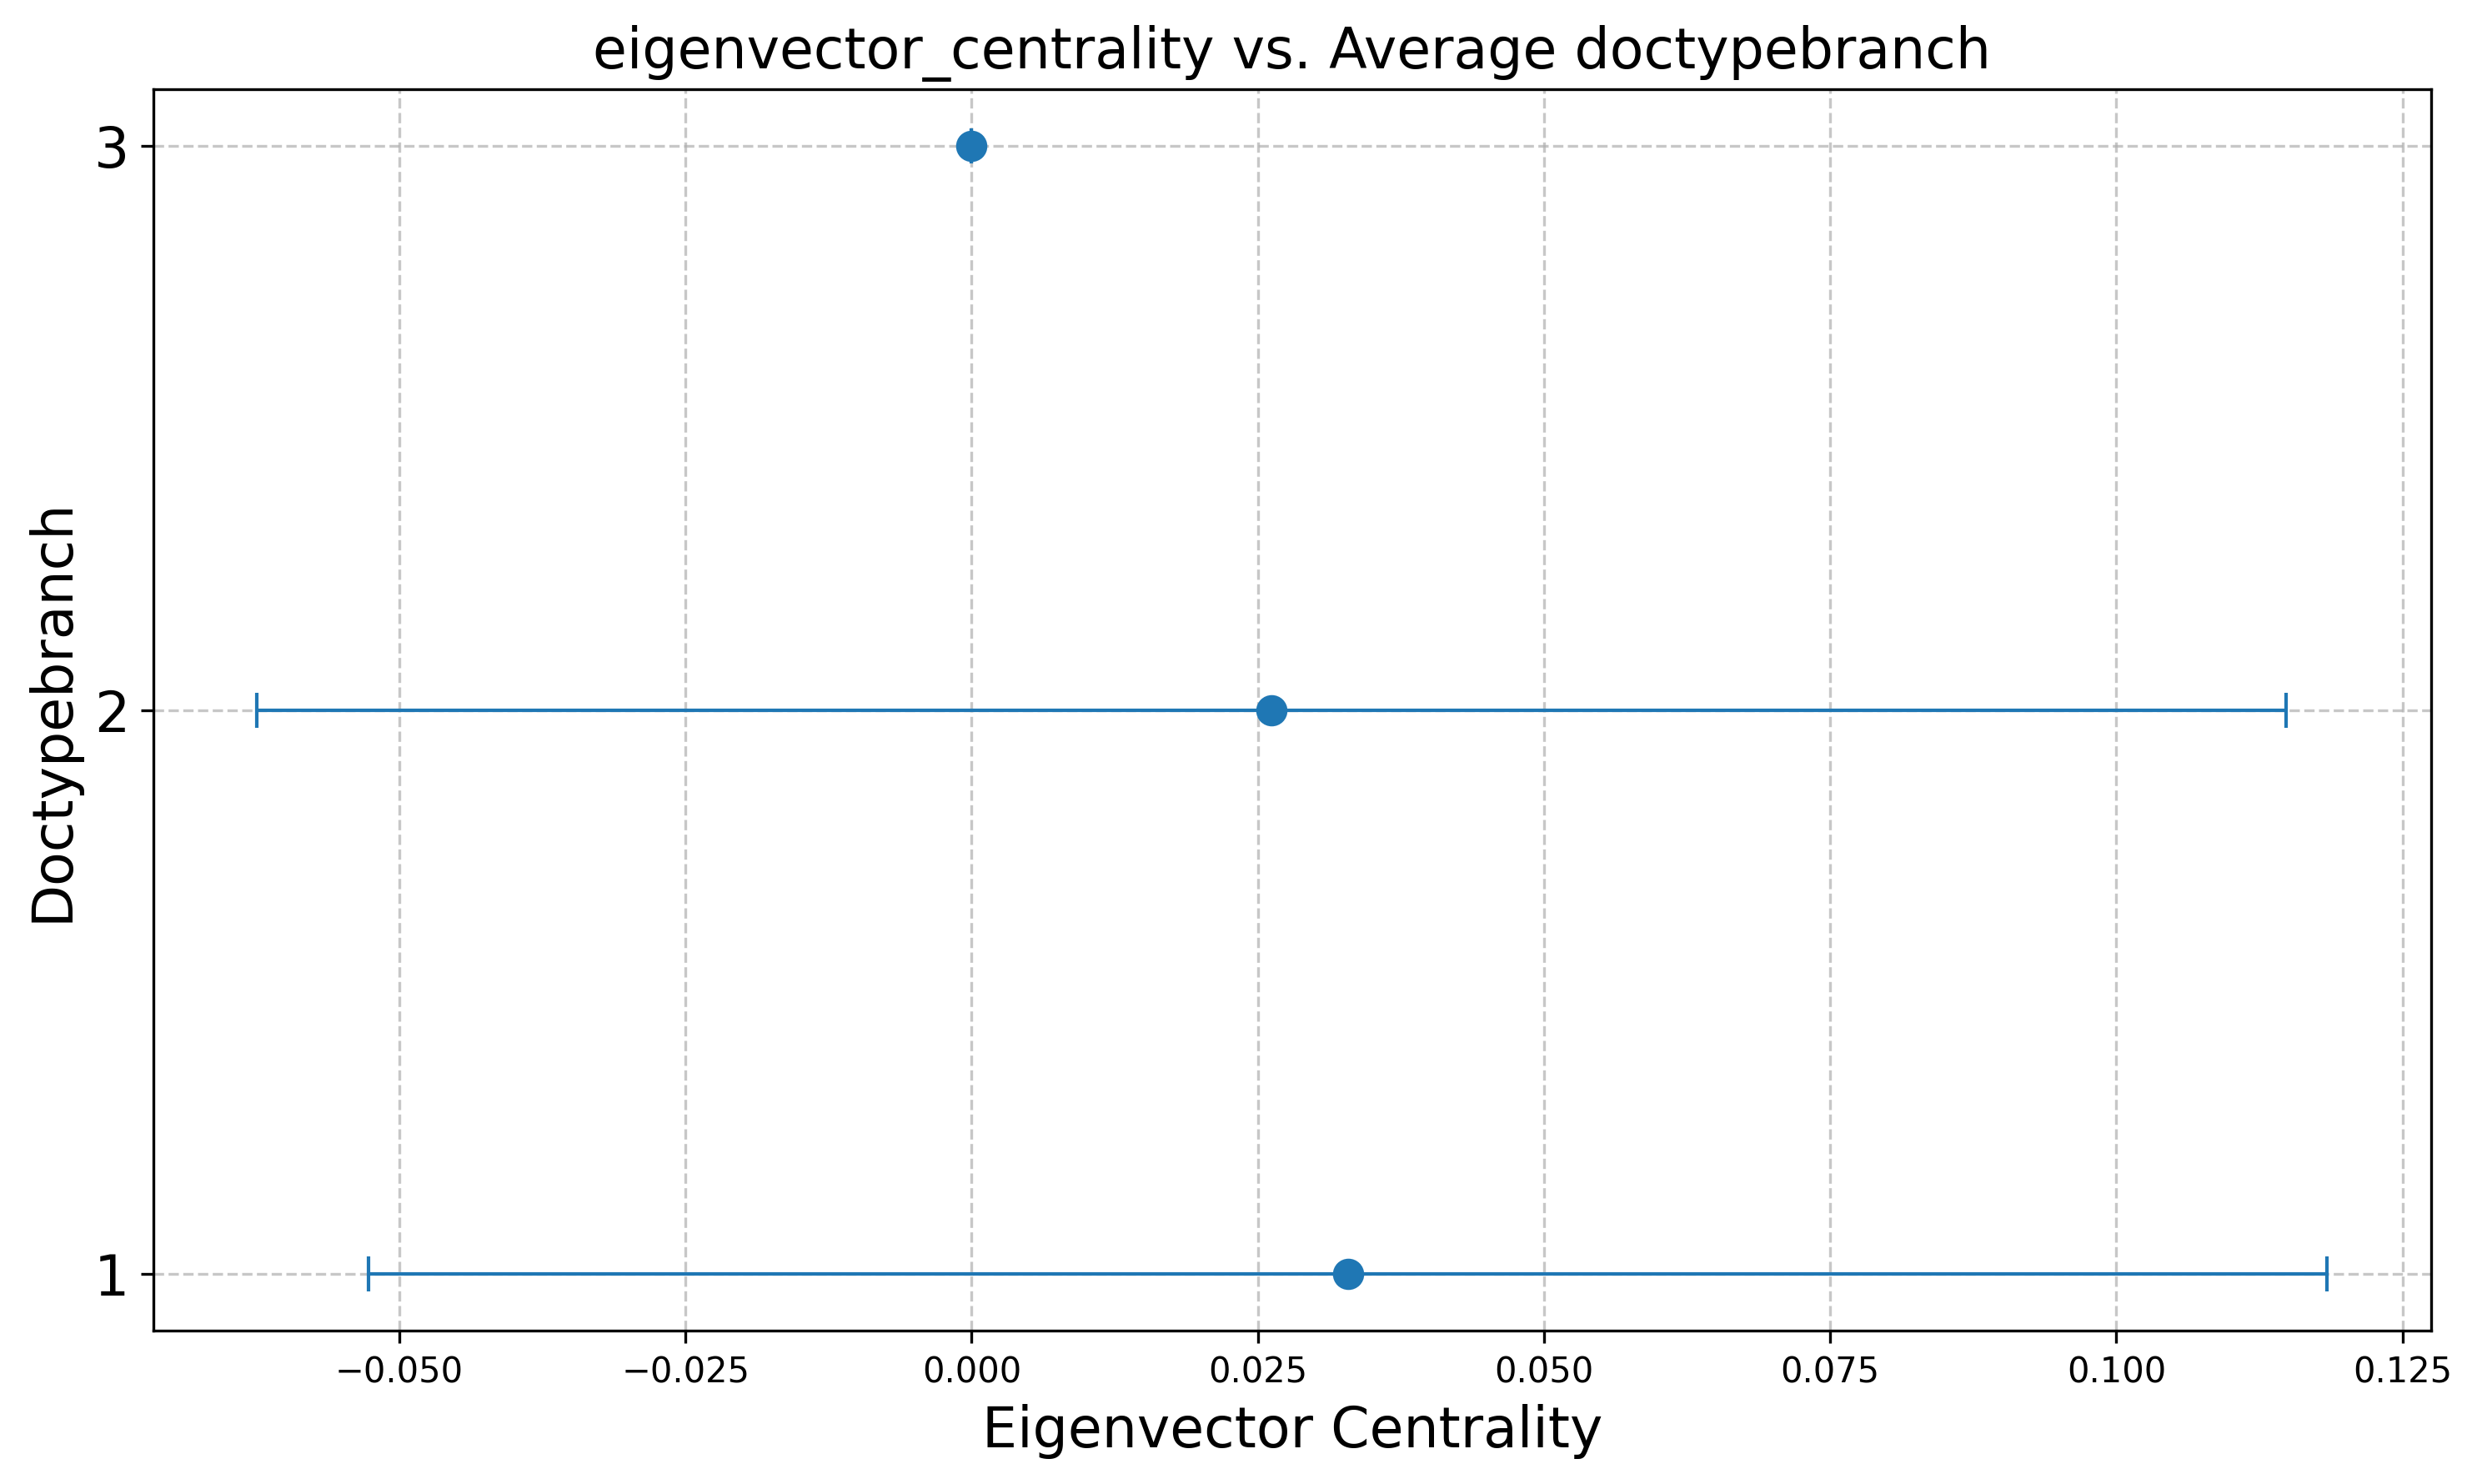 eigenvector_centrality vs. Average doctypebranch
3
2
1
Doctypebranch
−0.050 −0.025 0.000 0.025 0.050 0.075 0.100 0.125
Eigenvector Centrality